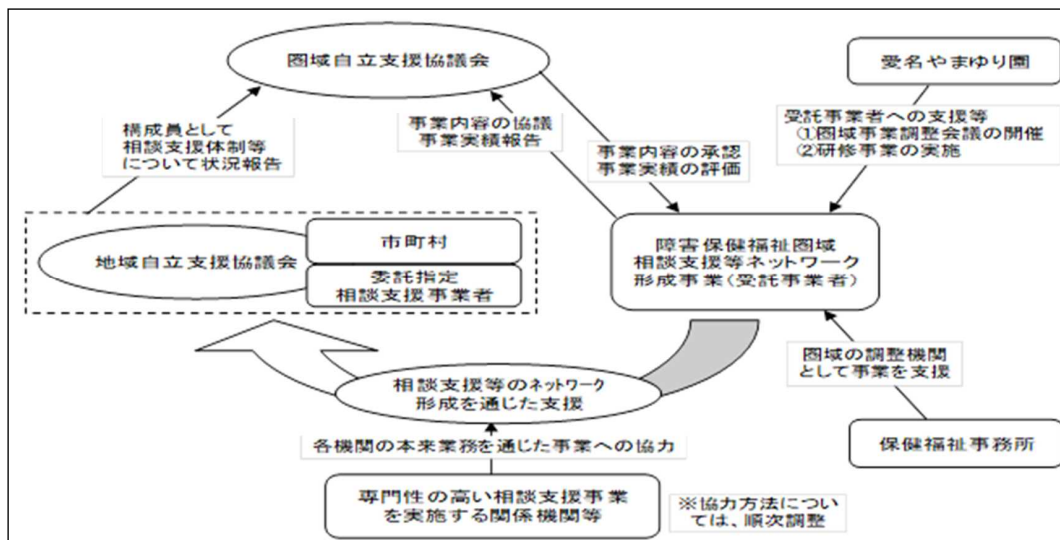 圏域自立支援協議会
愛名やまゆり園
構成員として
相談支援体制等
について状況報告
事業内容の協議
事業実績報告
事業内容の承認
事業実績の評価
受託事業者への支援等
①圏域事業調整会議の開催
②研修事業の実施
地域自立支援協議会
市町村
委託指定
相談支援事業者
障害保健福祉圏域
相談支援等ネットワーク
形成事業(受託事業者)
相談支援等のネットワーク
形成を通じた支援
圏域の調整機関
として事業を支援
各機関の本来業務を通じた事業への協力
保健福祉事務所
専門性の高い相談支援事業
を実施する関係機関等
※協力方法につい
ては、順次調整